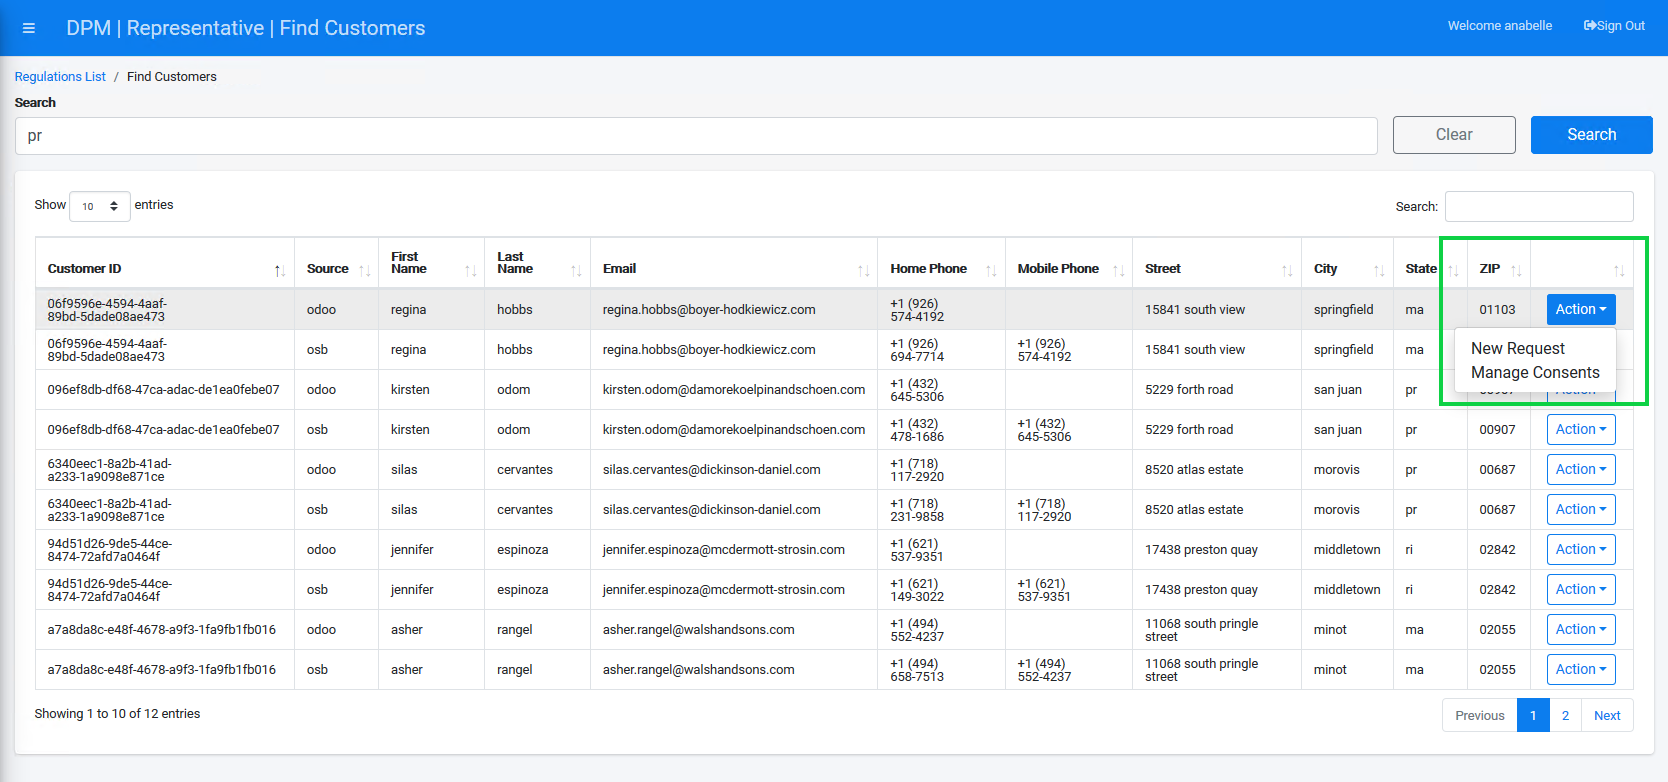 DPM | Representative | Find Customers
Welcome anabelle
Sign Out
Regulations List / Find Customers
Search
pr
Clear
Search
Show 10 entries
Search:
Customer ID Source First Name Last Name Email Home Phone Mobile Phone Street City State ZIP
06f9596e-4594-4aaf-89bd-5dade08ae473 odoo regina hobbs regina.hobbs@boyer-hodkiewicz.com +1 (926) 574-4192 15841 south view springfield ma 01103 Action
06f9596e-4594-4aaf-89bd-5dade08ae473 osb regina hobbs regina.hobbs@boyer-hodkiewicz.com +1 (926) 694-7714 +1 (926) 574-4192 15841 south view springfield ma
New Request
Manage Consents
096ef8db-df68-47ca-adac-de1ea0febe07 odoo kirsten odom kirsten.odom@damorekoelpinandschoen.com +1 (432) 645-5306 5229 forth road san juan pr
096ef8db-df68-47ca-adac-de1ea0febe07 osb kirsten odom kirsten.odom@damorekoelpinandschoen.com +1 (432) 478-1686 +1 (432) 645-5306 5229 forth road san juan pr 00907 Action
6340eec1-8a2b-41ad-a233-1a9098e871ce odoo silas cervantes silas.cervantes@dickinson-daniel.com +1 (718) 117-2920 8520 atlas estate morovis pr 00687 Action
6340eec1-8a2b-41ad-a233-1a9098e871ce osb silas cervantes silas.cervantes@dickinson-daniel.com +1 (718) 231-9858 +1 (718) 117-2920 8520 atlas estate morovis pr 00687 Action
94d51d26-9de5-44ce-8474-72afd7a0464f odoo jennifer espinoza jennifer.espinoza@mcdermott-strosin.com +1 (621) 537-9351 17438 preston quay middletown ri 02842 Action
94d51d26-9de5-44ce-8474-72afd7a0464f osb jennifer espinoza jennifer.espinoza@mcdermott-strosin.com +1 (621) 149-3022 +1 (621) 537-9351 17438 preston quay middletown ri 02842 Action
a7a8da8c-e48f-4678-a9f3-1fa9fb1fb016 odoo asher rangel asher.rangel@walshandsons.com +1 (494) 552-4237 11068 south pringle street minot ma 02055 Action
a7a8da8c-e48f-4678-a9f3-1fa9fb1fb016 osb asher rangel asher.rangel@walshandsons.com +1 (494) 658-7513 +1 (494) 552-4237 11068 south pringle street minot ma 02055 Action
Showing 1 to 10 of 12 entries
Previous 1 2 Next